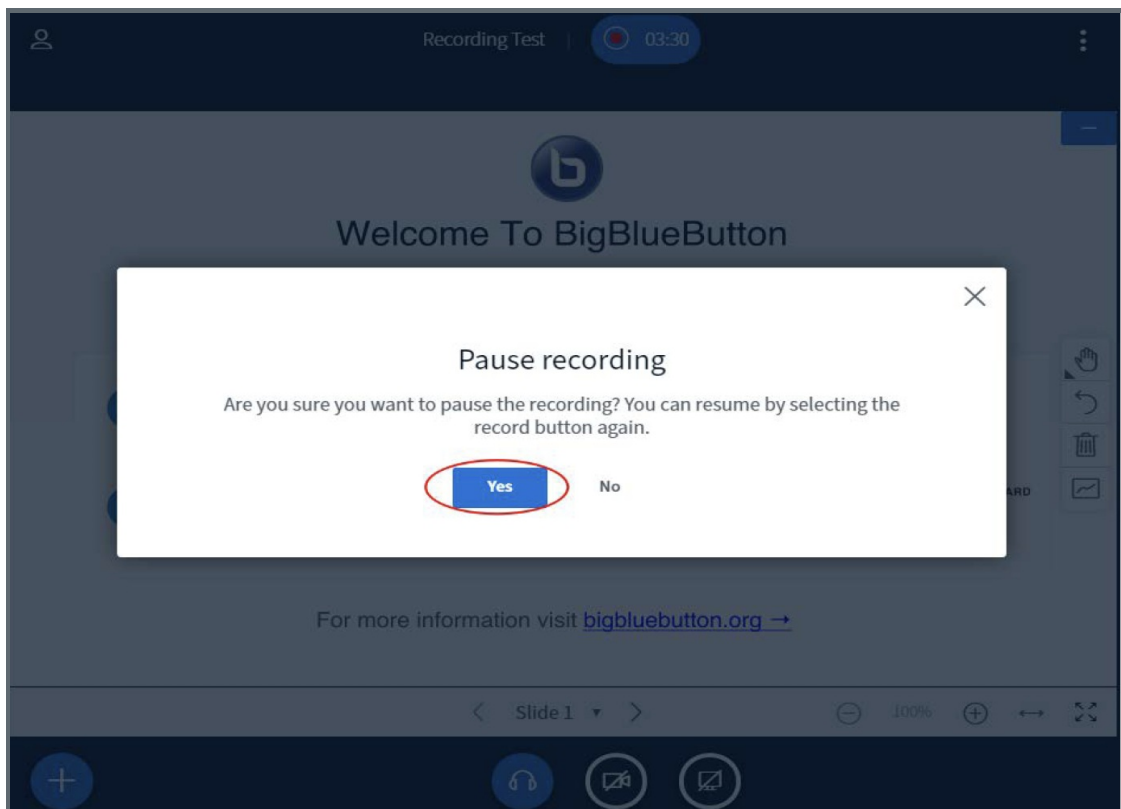 Recording Test
03:30
Welcome To BigBlueButton
Pause recording
Are you sure you want to pause the recording? You can resume by selecting the
record button again.
Yes
No
ARD
For more information visit bigbluebutton.org →
Slide 1
100%